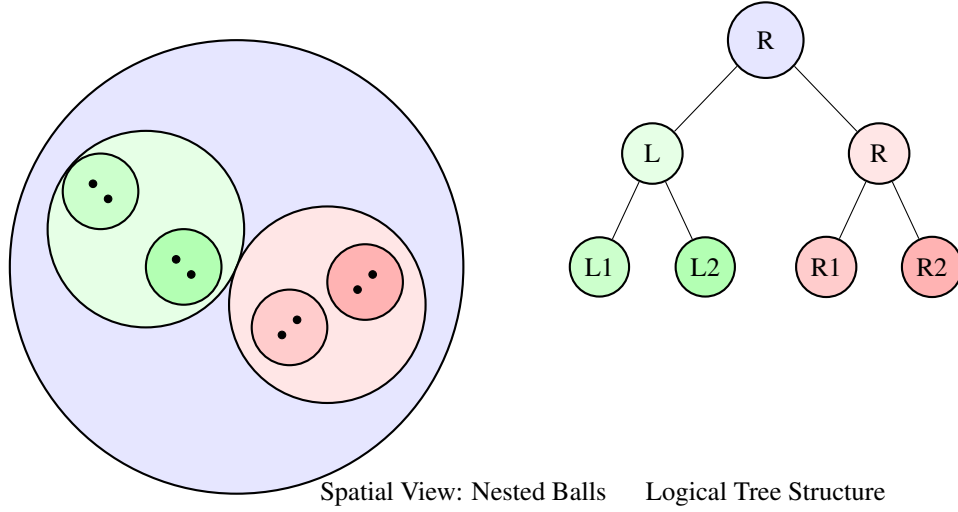 R
L R
L1 L2 R1 R2
Spatial View: Nested Balls Logical Tree Structure